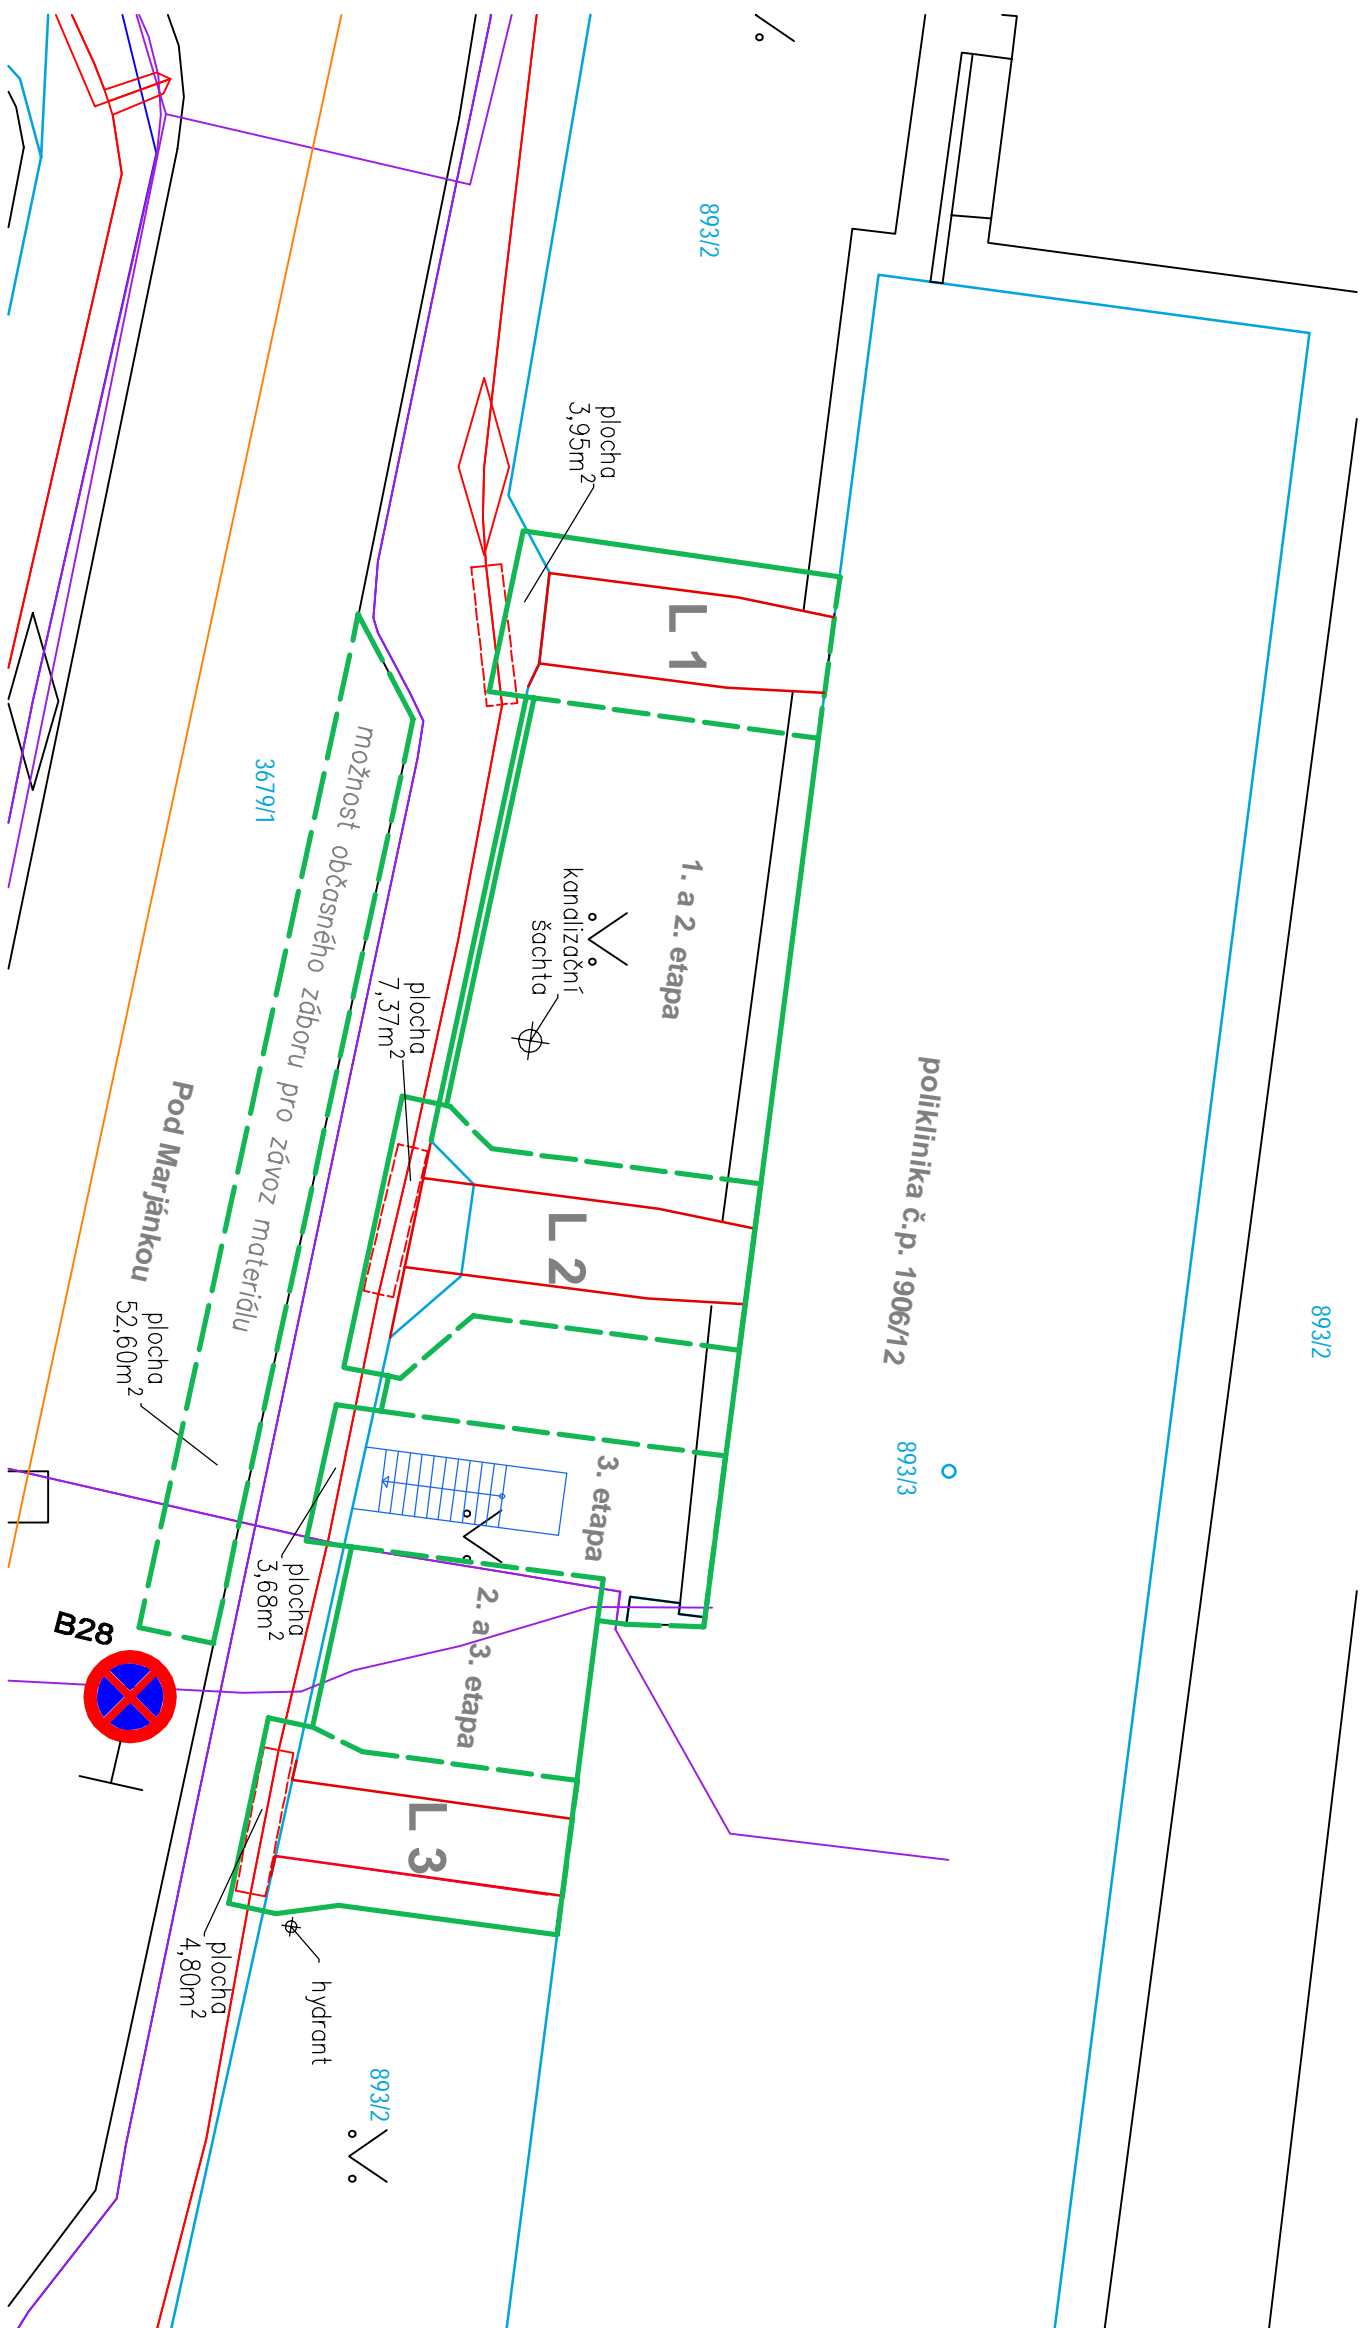 893/2
plocha
3,95m²
L 1
3679/1
možnost občasného záboru pro závoz materiálu
1. a 2. etapa
kanalizační
šachta
plocha
7,37m²
poliklinika č.p. 1906/12
Pod Marjánkou
L 2
plocha
52,60m²
893/2
893/3
3. etapa
plocha
3,68m²
2. a 3. etapa
B28
L 3
plocha
4,80m²
hydrant
893/2